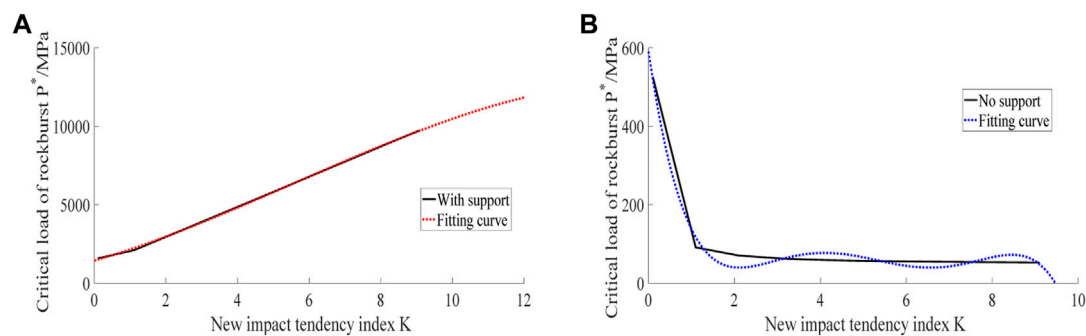 A
Critical load of rockburst P*/MPa
15000
10000
5000
0
0 2 4 6 8 10 12
New impact tendency index K
With support
Fitting curve
B
Critical load of rockburst P*/MPa
600
400
200
0
0 2 4 6 8 10
New impact tendency index K
No support
Fitting curve